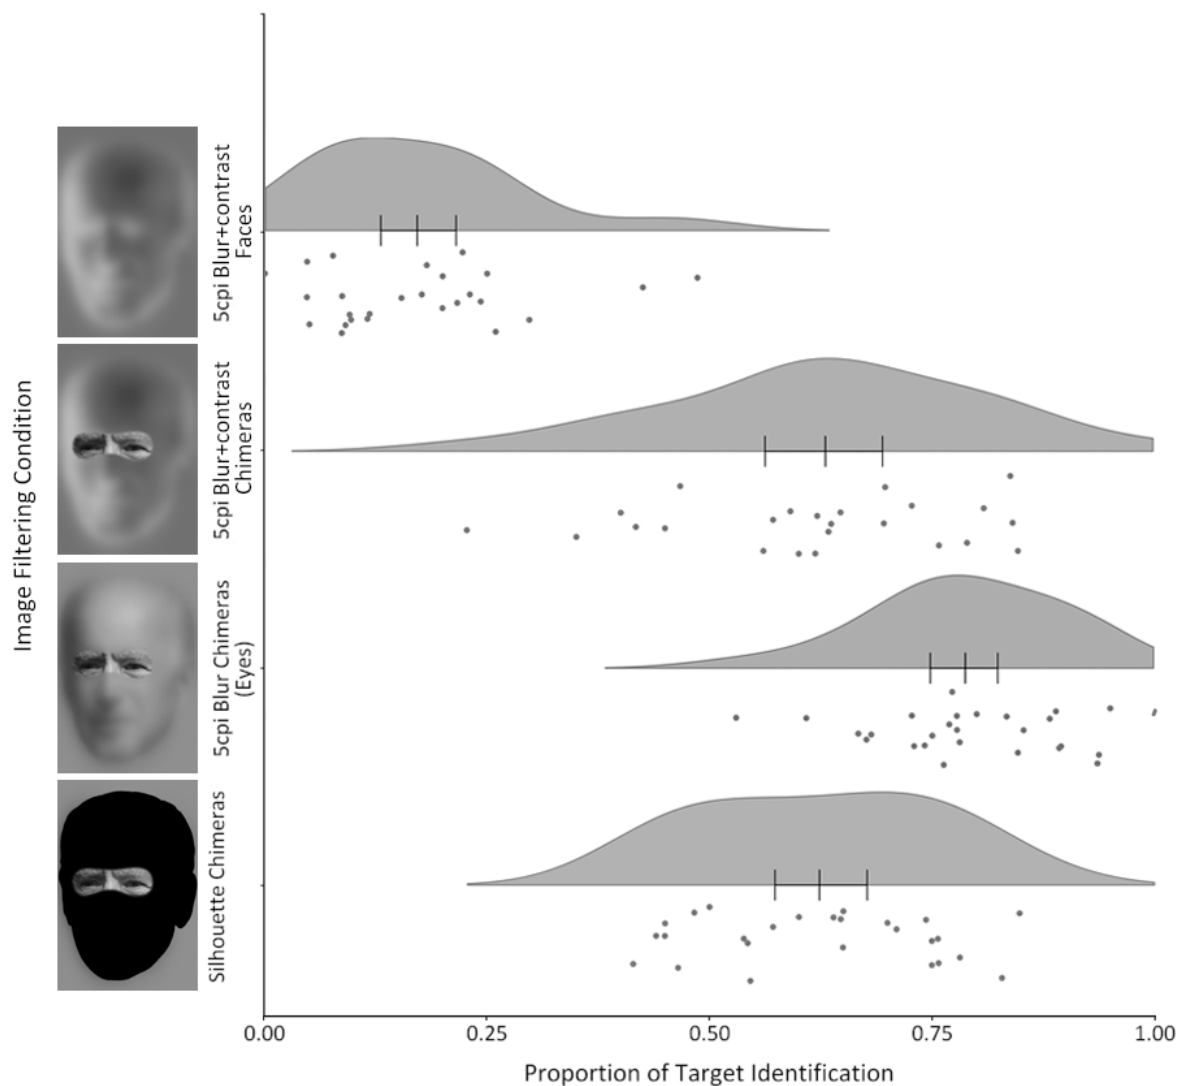 Image Filtering Condition
5cpi Blur+contrast
Faces
5cpi Blur+contrast
Chimeras
5cpi Blur Chimeras
(Eyes)
Silhouette Chimeras
0.00 0.25 0.50 0.75 1.00
Proportion of Target Identification